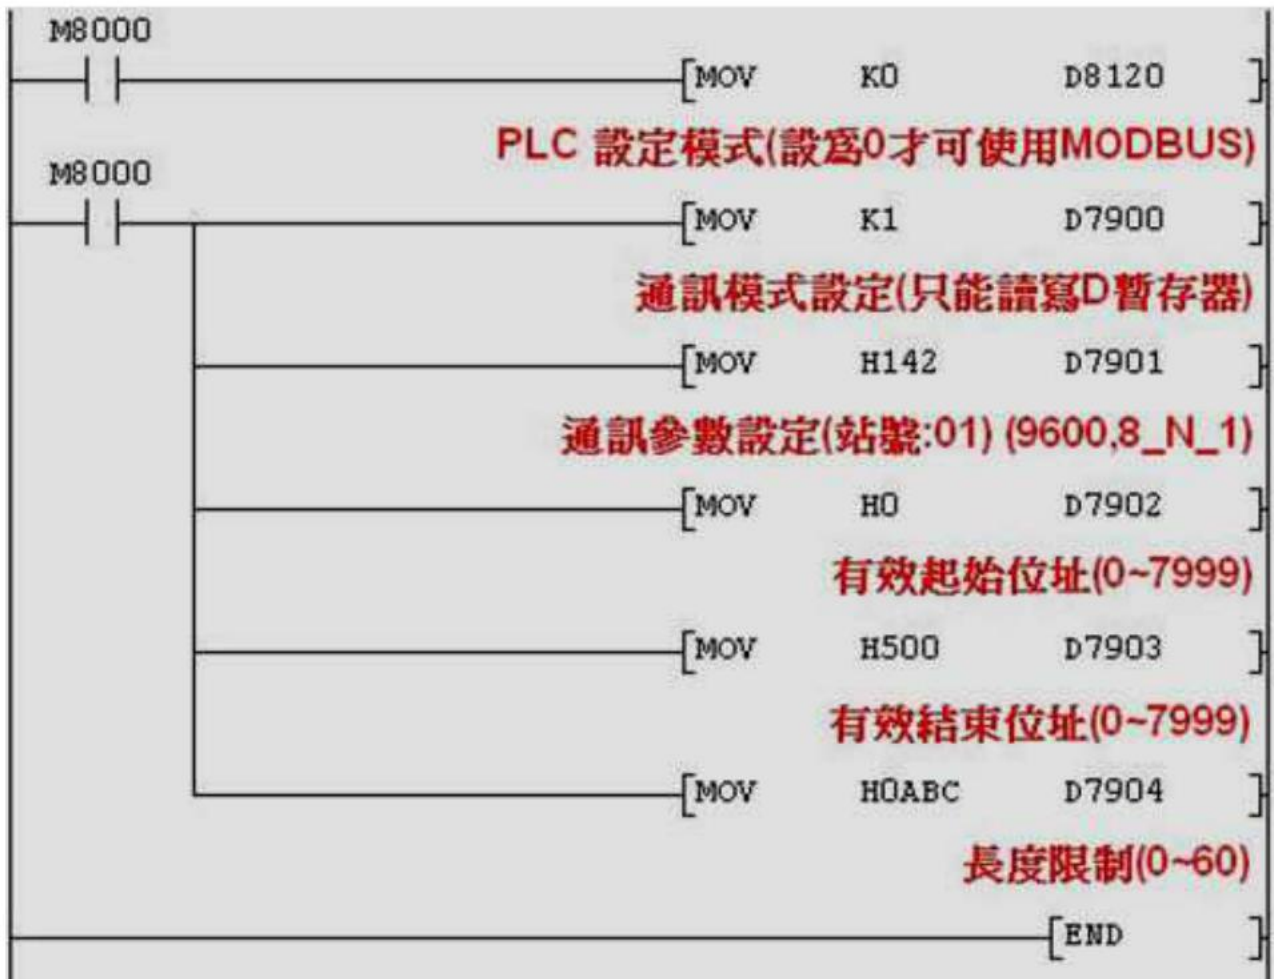 M8000
[MOV K0 D8120 ]
PLC 設定模式(設爲0才可使用MODBUS)
M8000
[MOV K1 D7900 ]
通訊模式設定(只能讀寫D暫存器)
[MOV H142 D7901 ]
通訊參數設定(站號:01) (9600,8_N_1)
[MOV H0 D7902 ]
有效起始位址(0~7999)
[MOV H500 D7903 ]
有效結束位址(0~7999)
[MOV H0ABC D7904 ]
長度限制(0~60)
[END ]